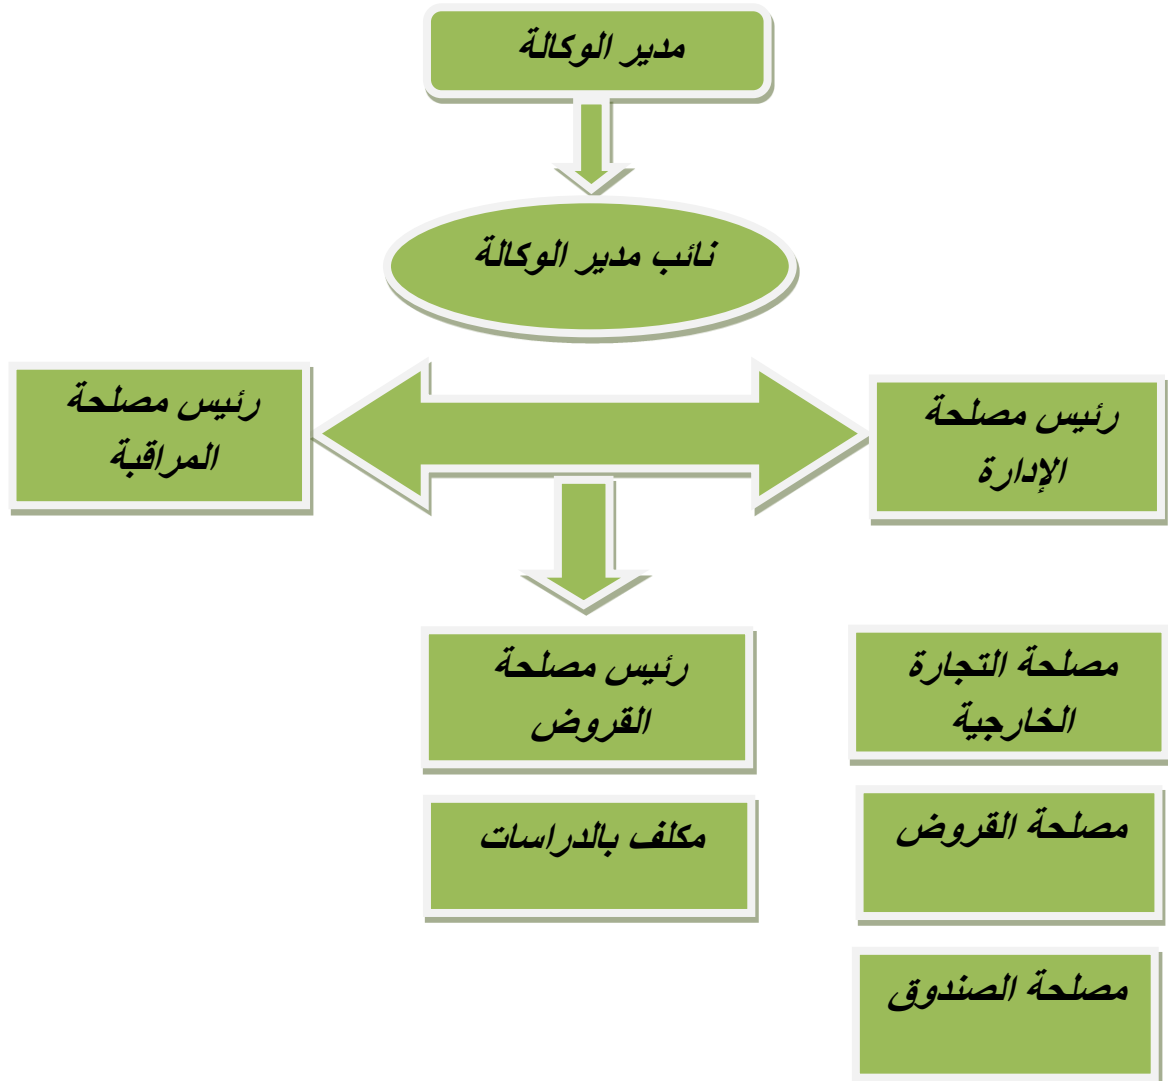 مدير الوكالة
نائب مدير الوكالة
رئيس مصلحة
الإدارة
رئيس مصلحة
المراقبة
مصلحة التجارة
الخارجية
رئيس مصلحة
القروض
مصلحة القروض
مكلف بالدراسات
مصلحة الصندوق